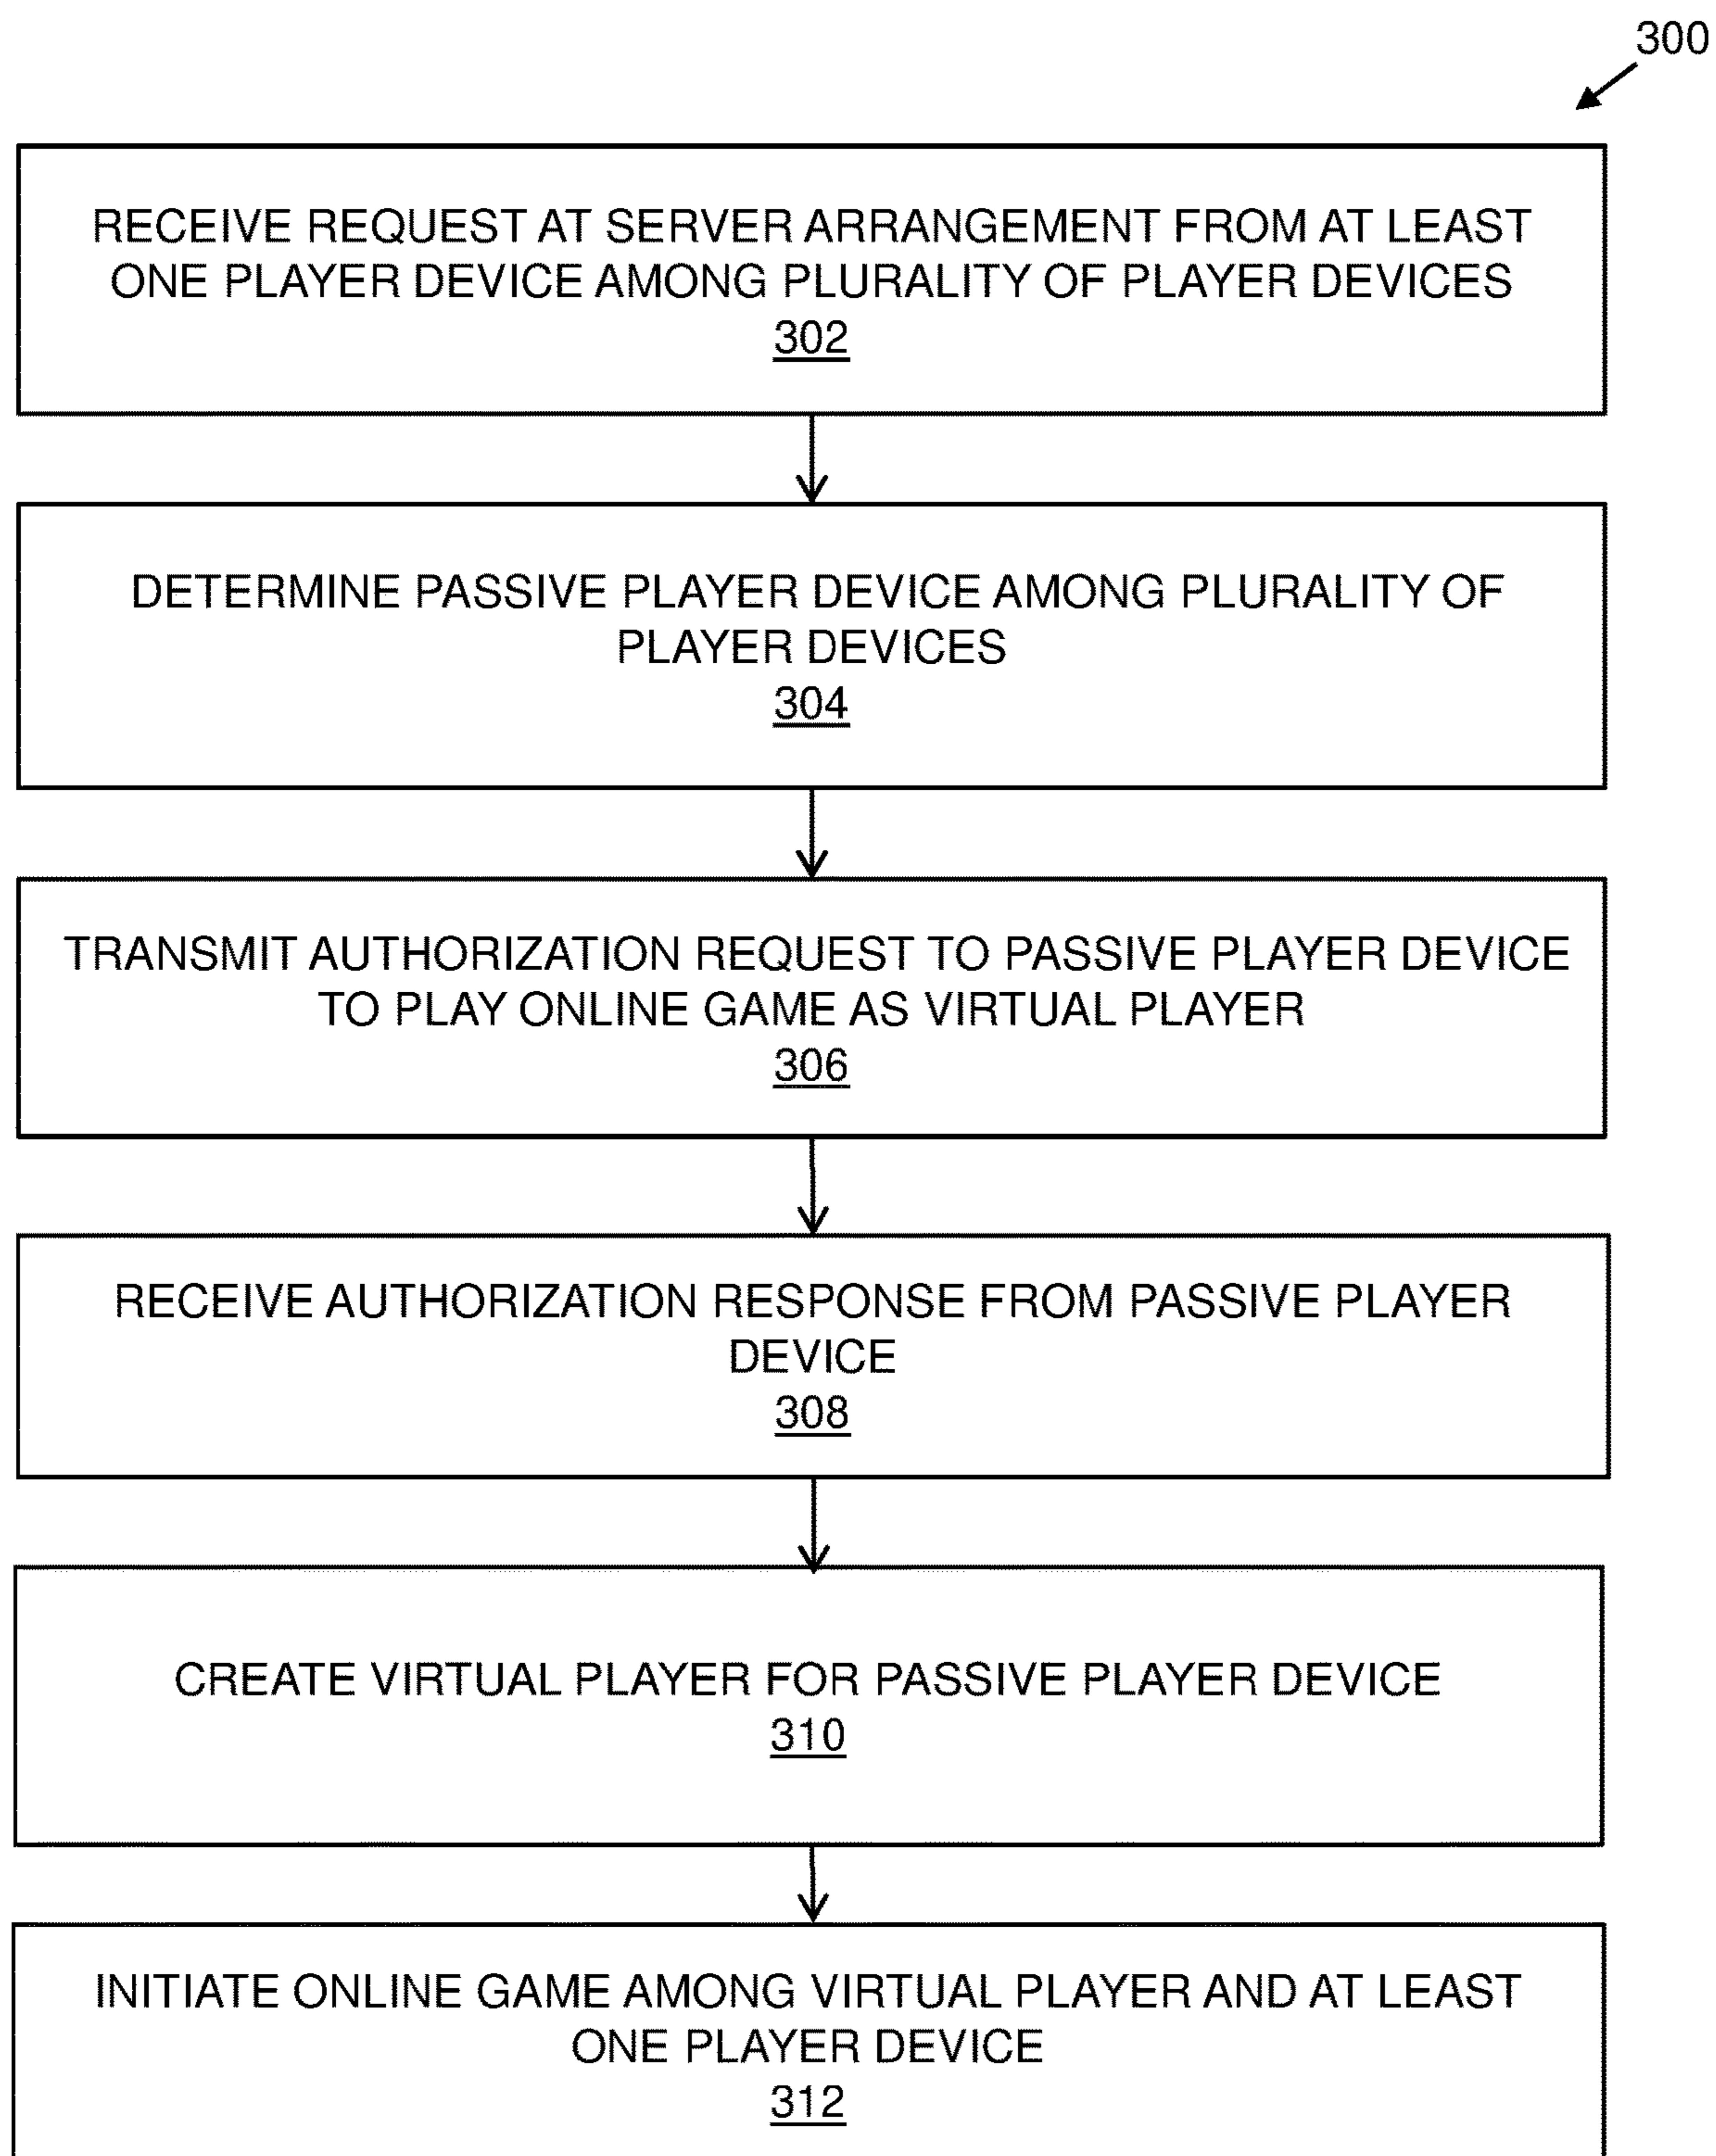 300
RECEIVE REQUEST AT SERVER ARRANGEMENT FROM AT LEAST
ONE PLAYER DEVICE AMONG PLURALITY OF PLAYER DEVICES
302
DETERMINE PASSIVE PLAYER DEVICE AMONG PLURALITY OF
PLAYER DEVICES
304
TRANSMIT AUTHORIZATION REQUEST TO PASSIVE PLAYER DEVICE
TO PLAY ONLINE GAME AS VIRTUAL PLAYER
306
RECEIVE AUTHORIZATION RESPONSE FROM PASSIVE PLAYER
DEVICE
308
CREATE VIRTUAL PLAYER FOR PASSIVE PLAYER DEVICE
310
INITIATE ONLINE GAME AMONG VIRTUAL PLAYER AND AT LEAST
ONE PLAYER DEVICE
312